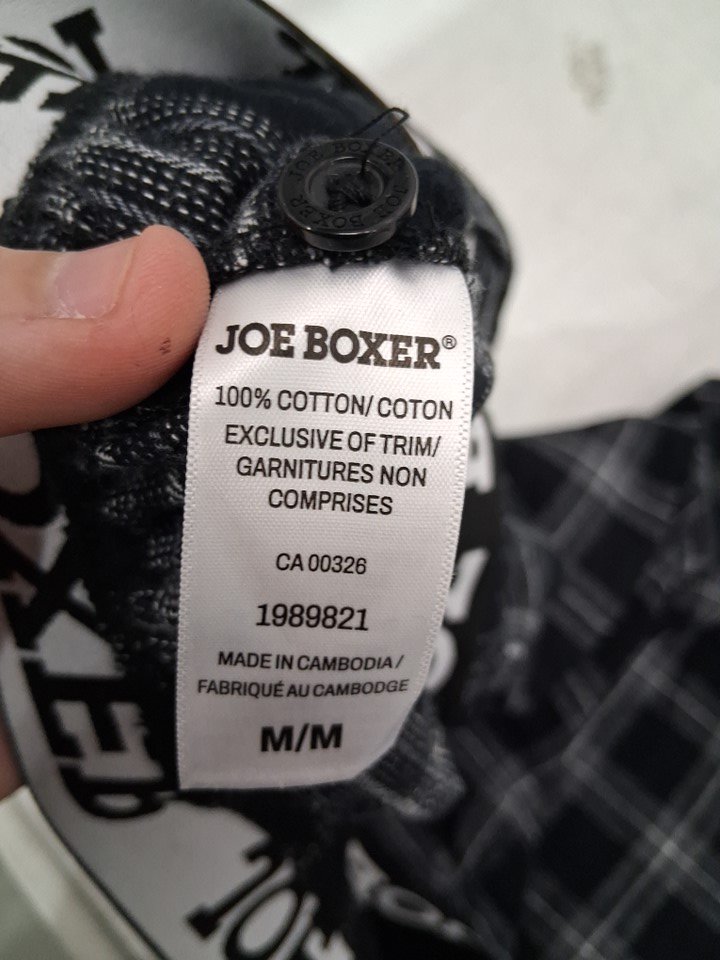 JOE BOXER JOE BOXER
JOE BOXER®
100% COTTON/ COTON
EXCLUSIVE OF TRIM/
GARNITURES NON
COMPRISES
CA 00326
1989821
MADE IN CAMBODIA /
FABRIQUÉ AU CAMBODGE
M/M